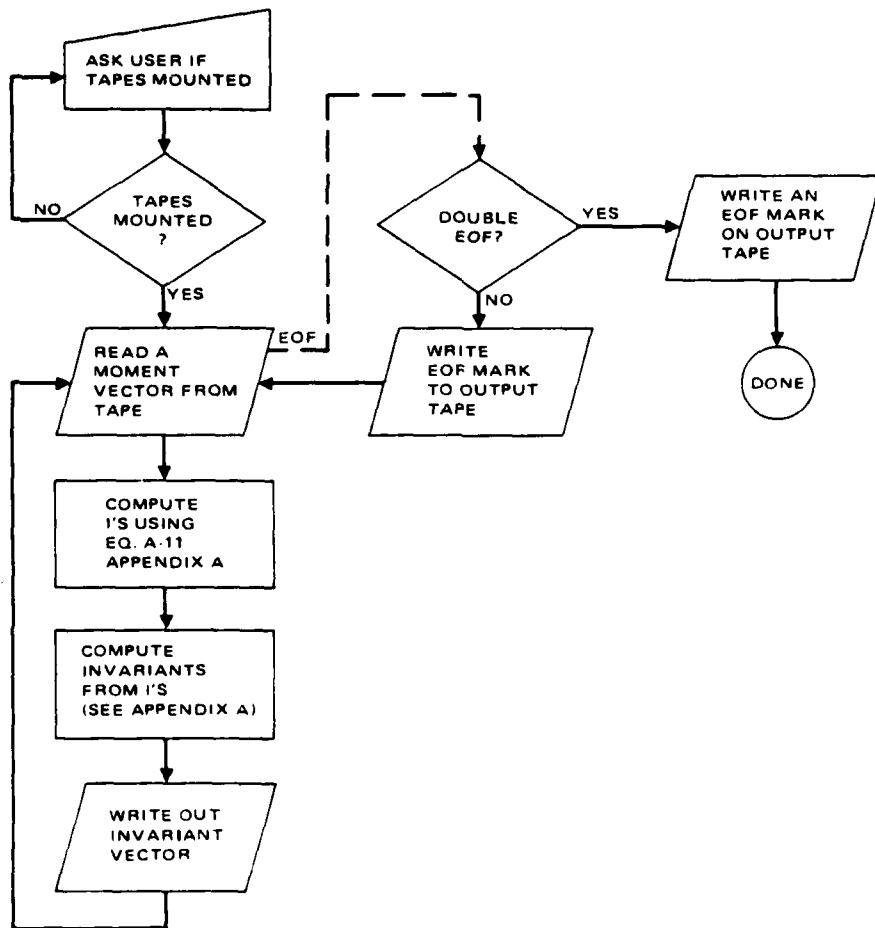 ASK USER IF
TAPES MOUNTED
NO
TAPES
MOUNTED
?
YES
READ A
MOMENT
VECTOR FROM
TAPE
EOF
COMPUTE
I'S USING
EQ. A-11
APPENDIX A
COMPUTE
INVARIANTS
FROM I'S
(SEE APPENDIX A)
WRITE OUT
INVARIANT
VECTOR
DOUBLE
EOF?
YES
NO
WRITE
EOF MARK
TO OUTPUT
TAPE
WRITE AN
EOF MARK
ON OUTPUT
TAPE
DONE